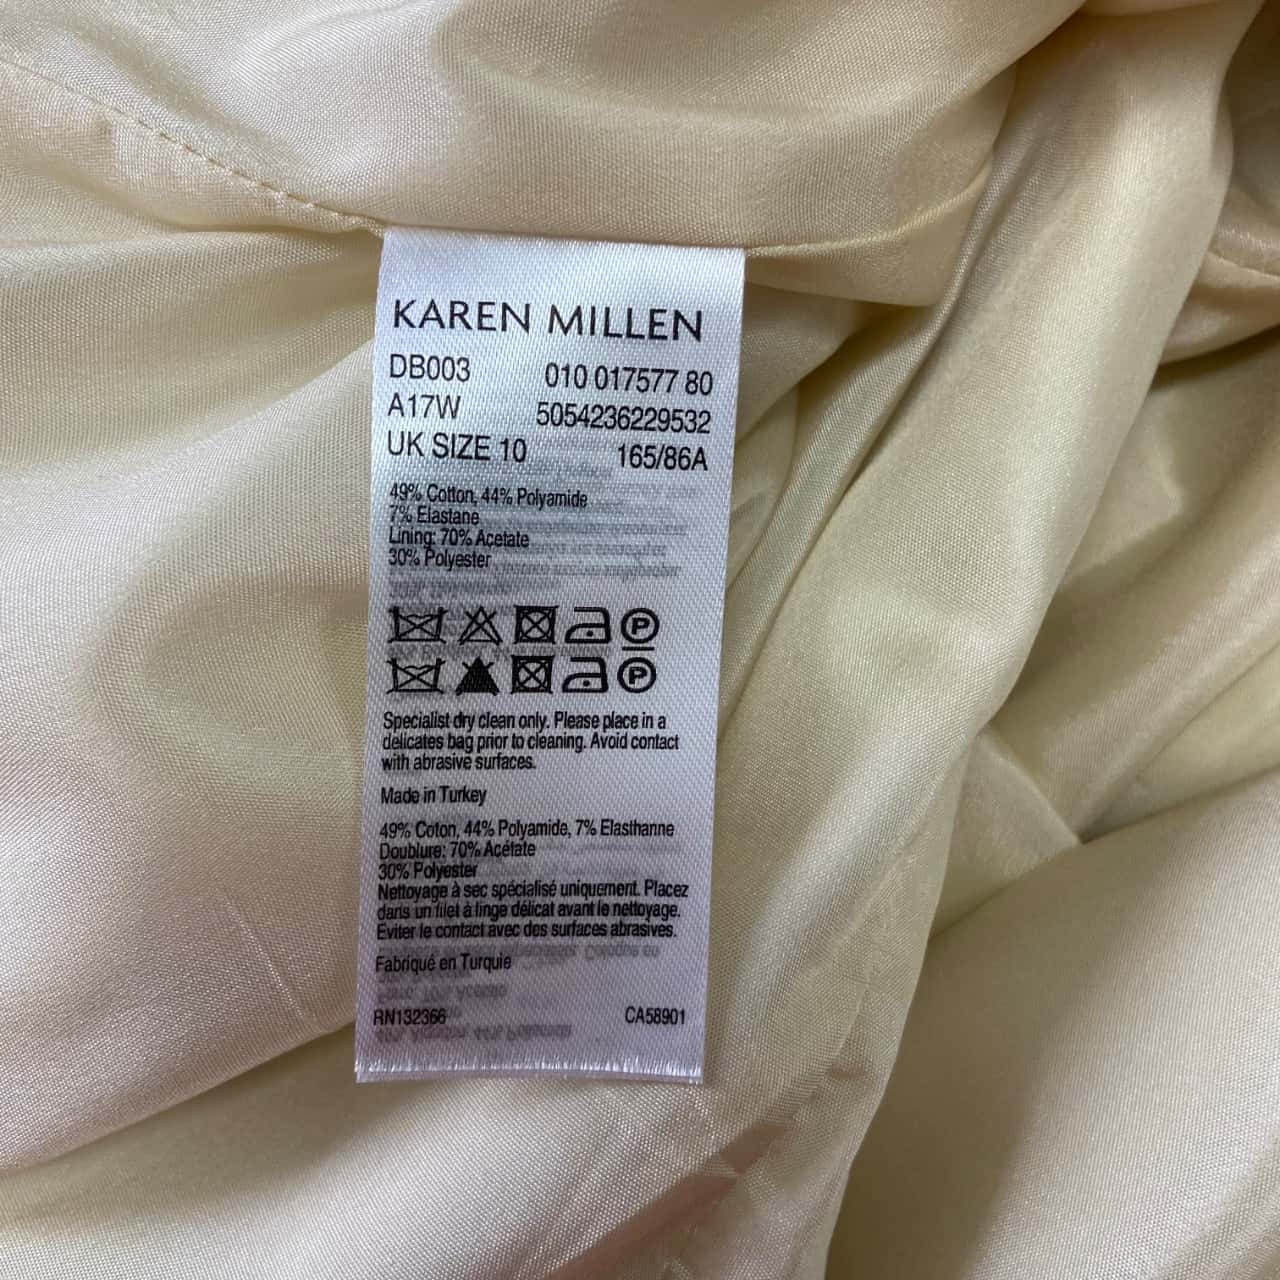 KAREN MILLEN
DB003 010 017577 80
A17W 5054236229532
UK SIZE 10 165/86A
49% Cotton, 44% Polyamide
7% Elastane
Lining: 70% Acetate
30% Polyester
P
P
Specialist dry clean only. Please place in a
delicates bag prior to cleaning. Avoid contact
with abrasive surfaces.
Made in Turkey
49% Coton, 44% Polyamide, 7% Elasthanne
Doublure: 70% Acétate
30% Polyester
Nettoyage à sec spécialisé uniquement. Placez
dans un filet à linge délicat avant le nettoyage.
Eviter le contact avec des surfaces abrasives.
Fabriqué en Turquie
RN132366 CA58901